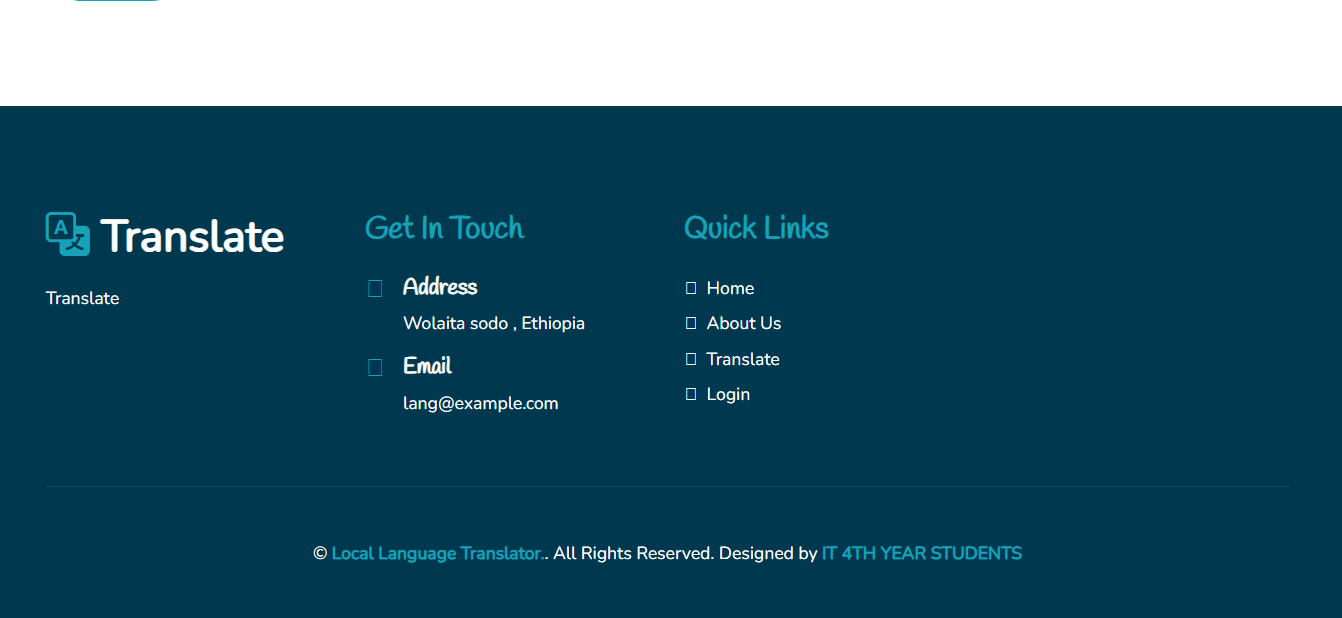 Translate
Translate
Get In Touch
Address
Wolaita sodo , Ethiopia
Email
lang@example.com
Quick Links
Home
About Us
Translate
Login
© Local Language Translator.. All Rights Reserved. Designed by IT 4TH YEAR STUDENTS